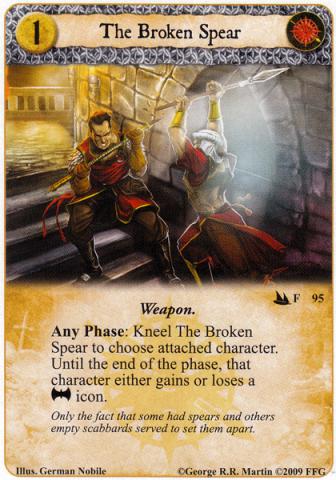 1 The Broken Spear
F 95
Weapon.
Any Phase: Kneel The Broken
Spear to choose attached character.
Until the end of the phase, that
character either gains or loses a
icon.
Only the fact that some had spears and others
empty scabbards served to set them apart.
Illus. German Nobile ©George R.R. Martin ©2009 FFG